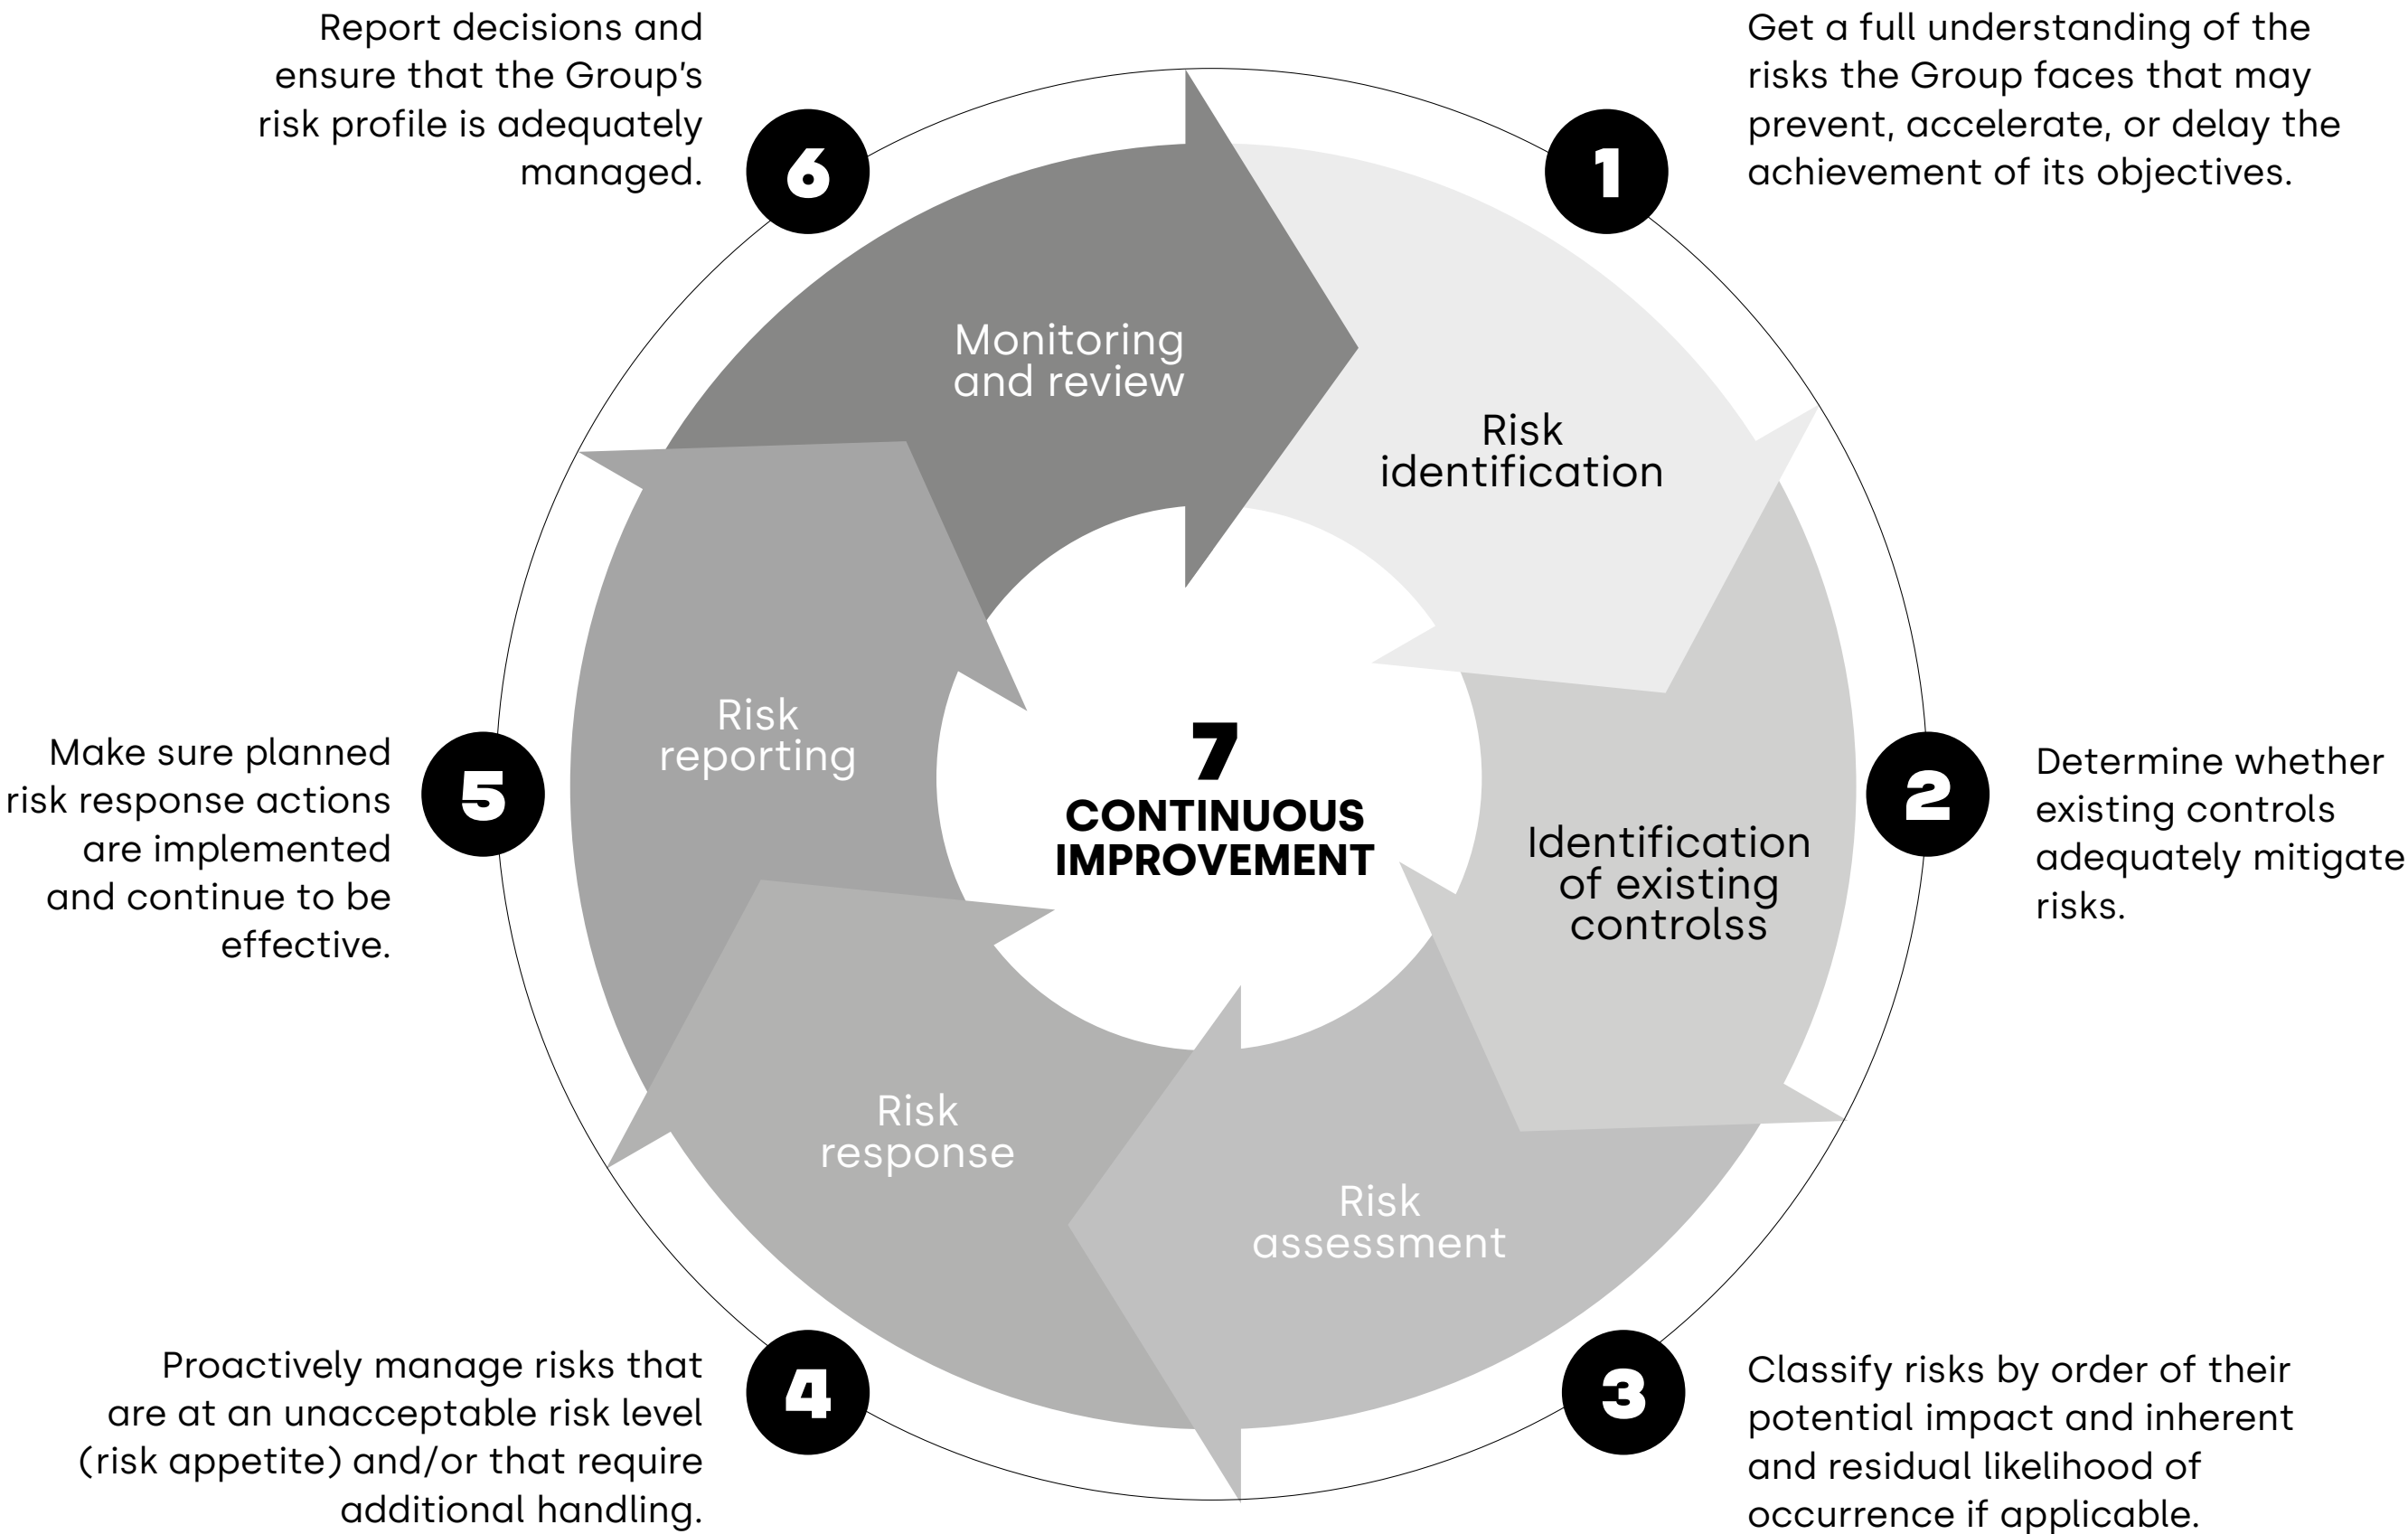 1
Get a full understanding of the
risks the Group faces that may
prevent, accelerate, or delay the
achievement of its objectives.
Risk
identification
2
Determine whether
existing controls
adequately mitigate
risks.
Identification
of existing
controlss
3
Classify risks by order of their
potential impact and inherent
and residual likelihood of
occurrence if applicable.
Risk
assessment
4
Proactively manage risks that
are at an unacceptable risk level
(risk appetite) and/or that require
additional handling.
Risk
response
5
Make sure planned
risk response actions
are implemented
and continue to be
effective.
Risk
reporting
6
Report decisions and
ensure that the Group’s
risk profile is adequately
managed.
Monitoring
and review
7
CONTINUOUS
IMPROVEMENT